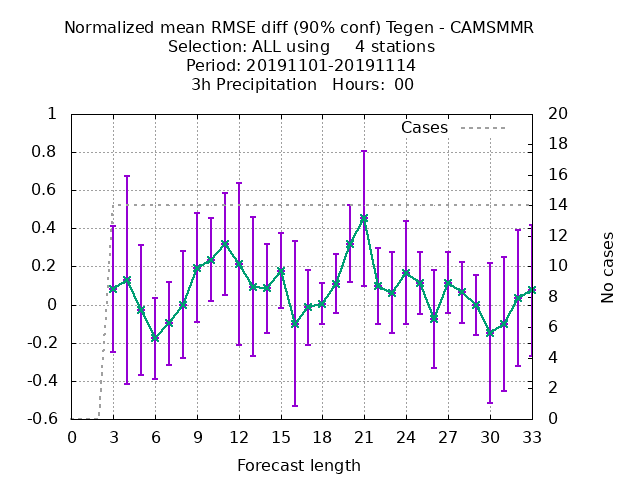 Normalized mean RMSE diff (90% conf) Tegen - CAMSMMR
Selection: ALL using     4 stations
Period: 20191101-20191114
3h Precipitation   Hours:  00
Cases
1
0.8
0.6
0.4
0.2
0
-0.2
-0.4
-0.6
20
18
16
14
12
10
8
6
4
2
0
No cases
0 3 6 9 12 15 18 21 24 27 30 33
Forecast length